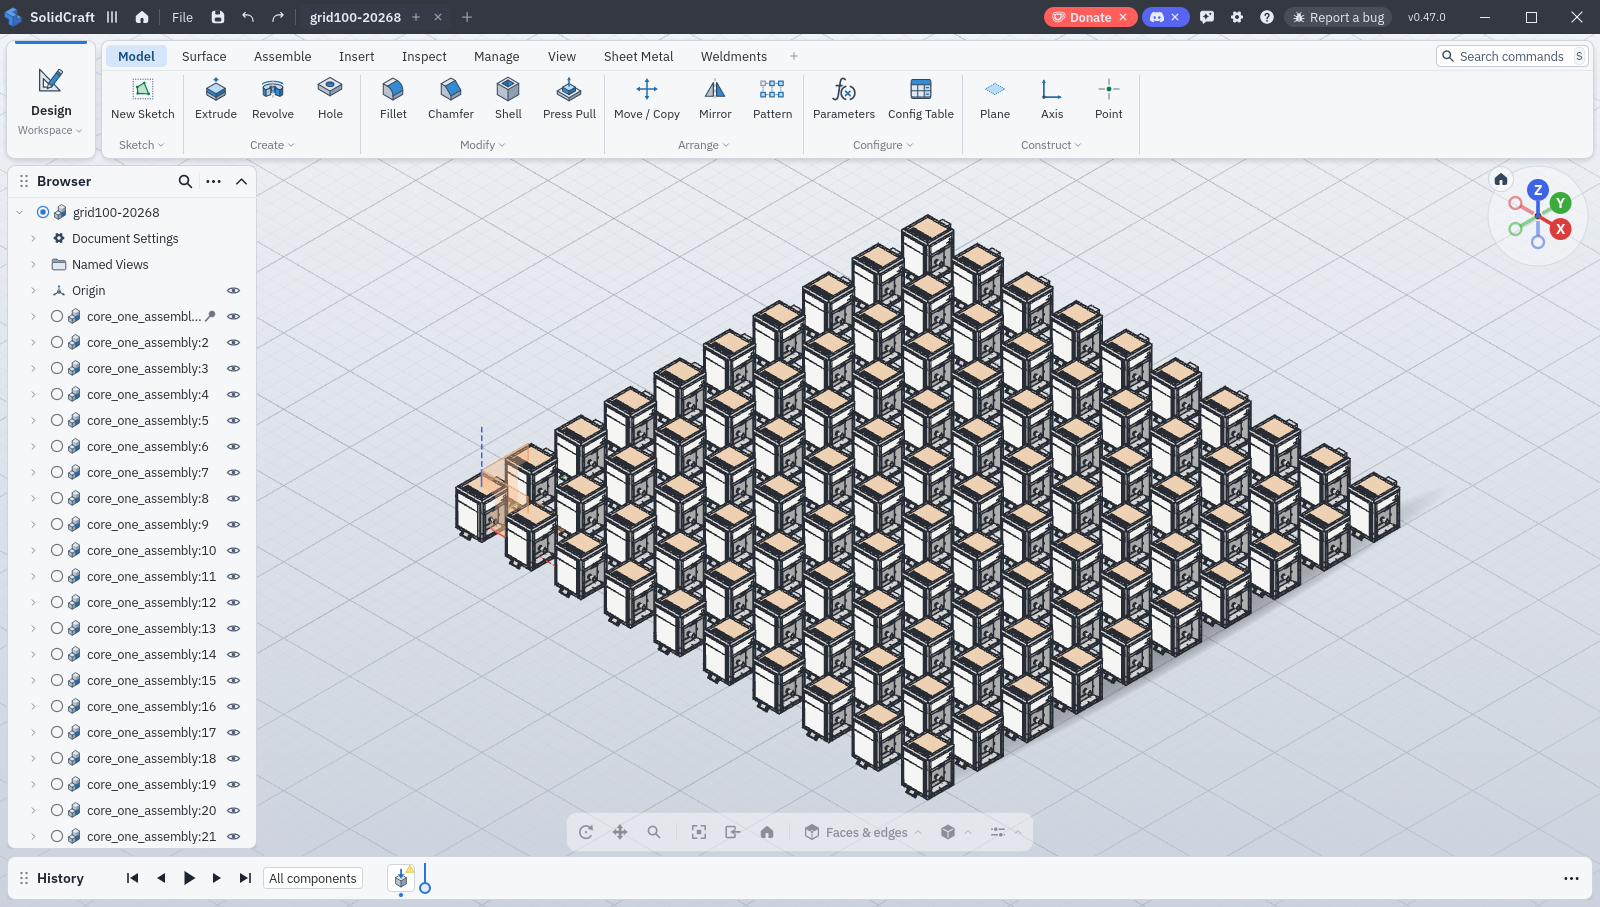 SolidCraft
File
grid100-20268
Donate
Report a bug
v0.47.0
Design
Workspace
Model
Surface
Assemble
Insert
Inspect
Manage
View
Sheet Metal
Weldments
Search commands
S
New Sketch
Extrude
Revolve
Hole
Fillet
Chamfer
Shell
Press Pull
Move / Copy
Mirror
Pattern
Parameters
Config Table
Plane
Axis
Point
Sketch
Create
Modify
Arrange
Configure
Construct
Browser
grid100-20268
Document Settings
Named Views
Origin
core_one_assembl...
core_one_assembly:2
core_one_assembly:3
core_one_assembly:4
core_one_assembly:5
core_one_assembly:6
core_one_assembly:7
core_one_assembly:8
core_one_assembly:9
core_one_assembly:10
core_one_assembly:11
core_one_assembly:12
core_one_assembly:13
core_one_assembly:14
core_one_assembly:15
core_one_assembly:16
core_one_assembly:17
core_one_assembly:18
core_one_assembly:19
core_one_assembly:20
core_one_assembly:21
Z
Y
X
Faces & edges
History
All components